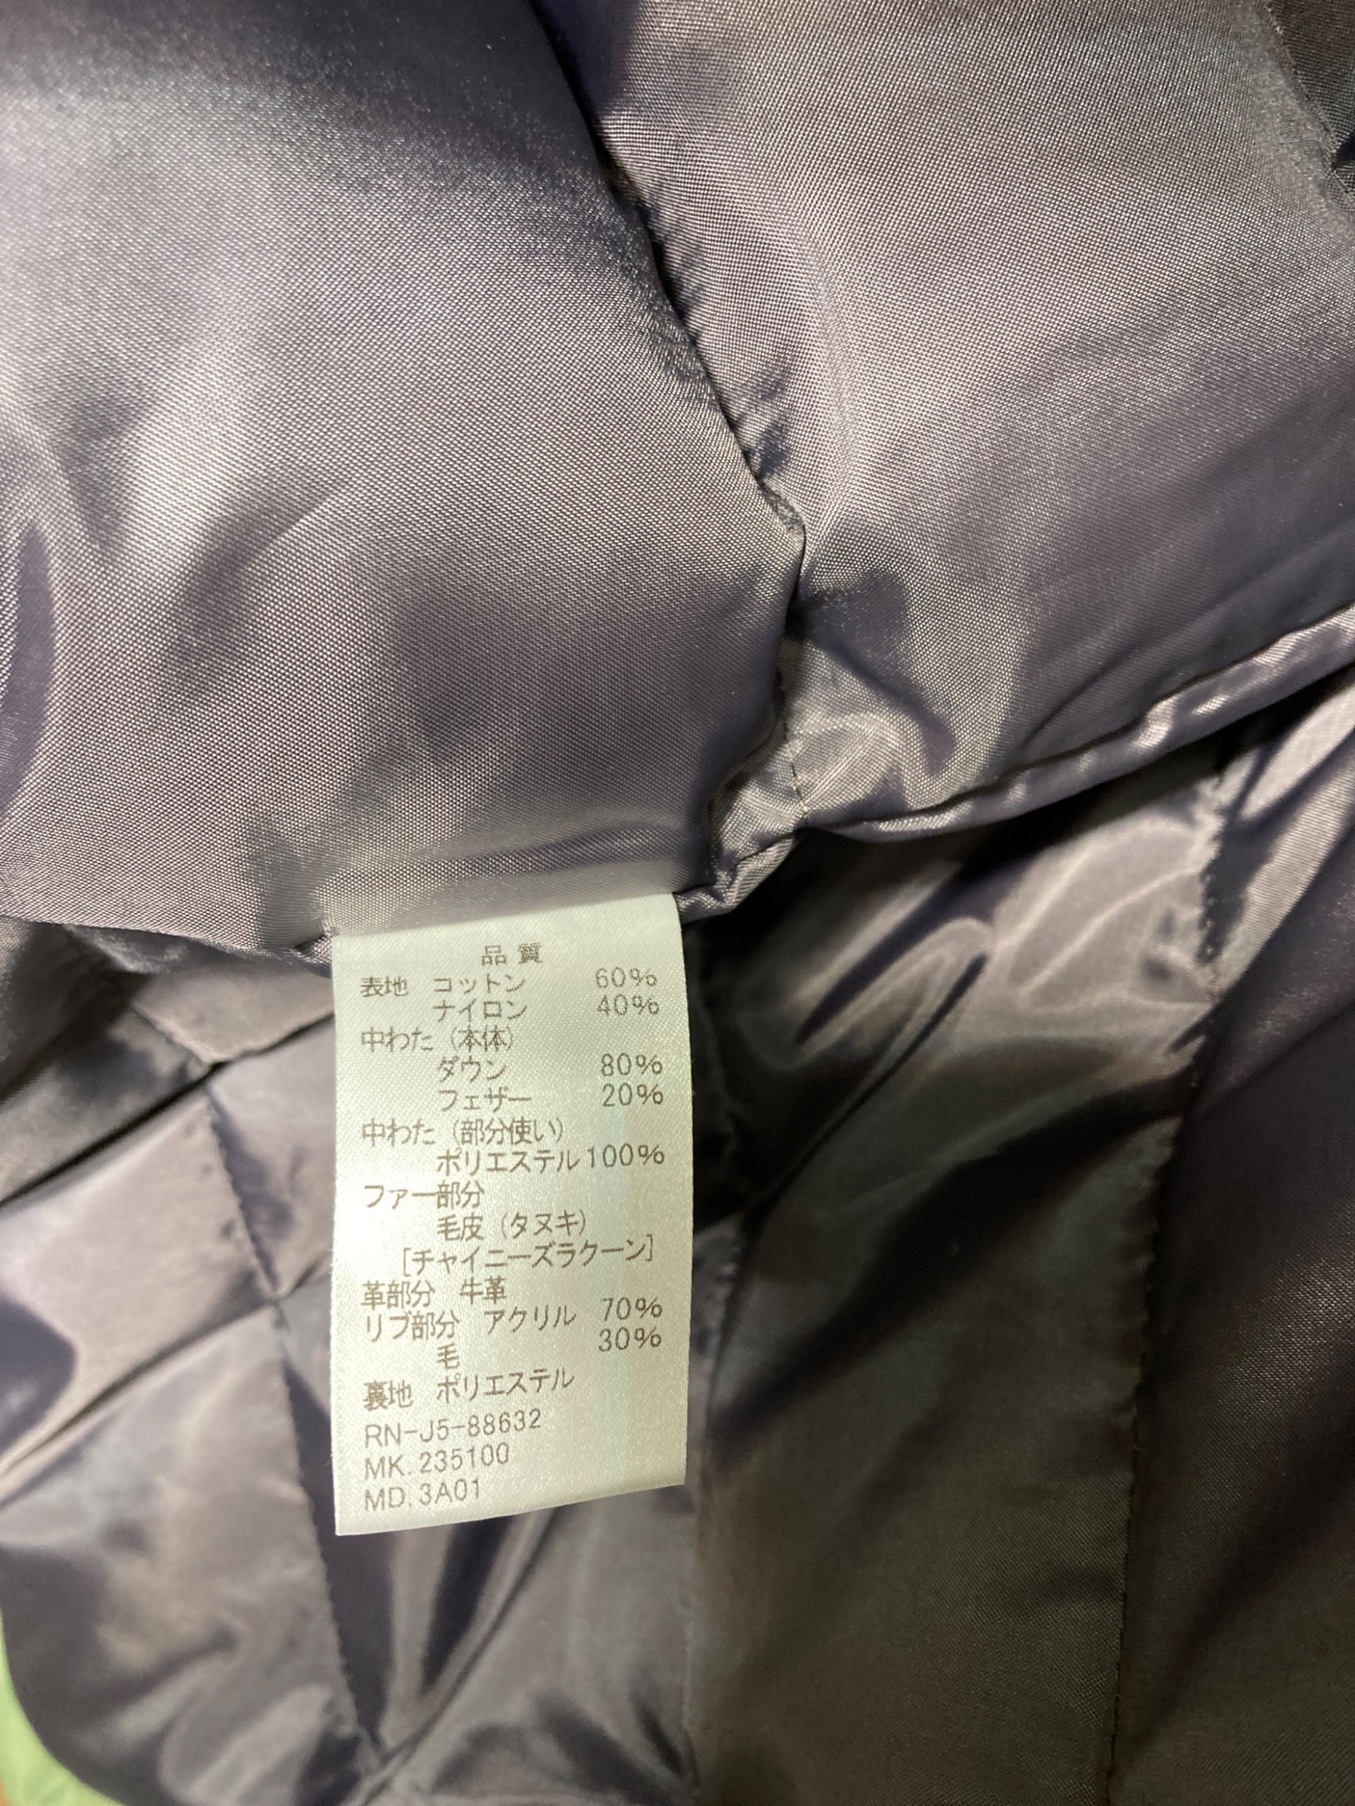 品質
表地 コットン 60%
ナイロン 40%
中わた (本体)
ダウン 80%
フェザー 20%
中わた (部分使い)
ポリエステル 100%
ファー部分
毛皮 (タヌキ)
[チャイニーズラクーン]
革部分 牛革
リブ部分 アクリル 70%
毛 30%
裏地 ポリエステル
RN-J5-88632
MK.235100
MD.3A01